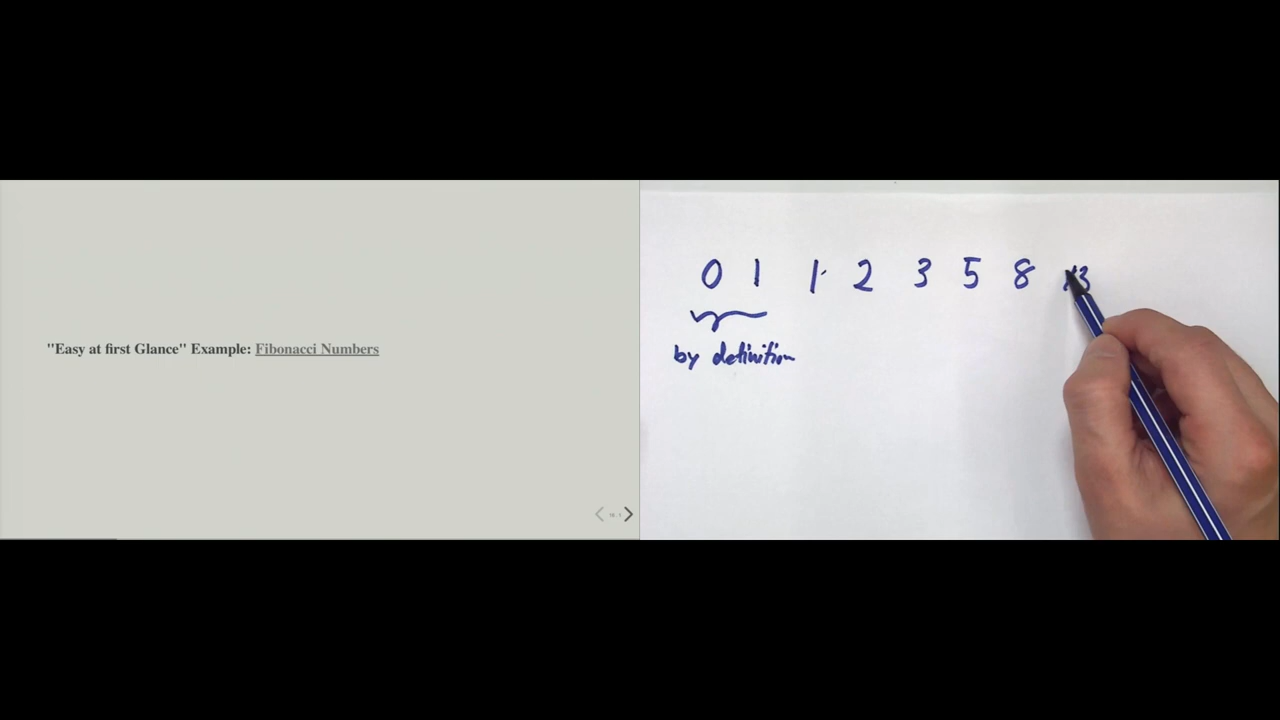 "Easy at first Glance" Example: Fibonacci Numbers
0 1 1 2 3 5 8 13
by definition